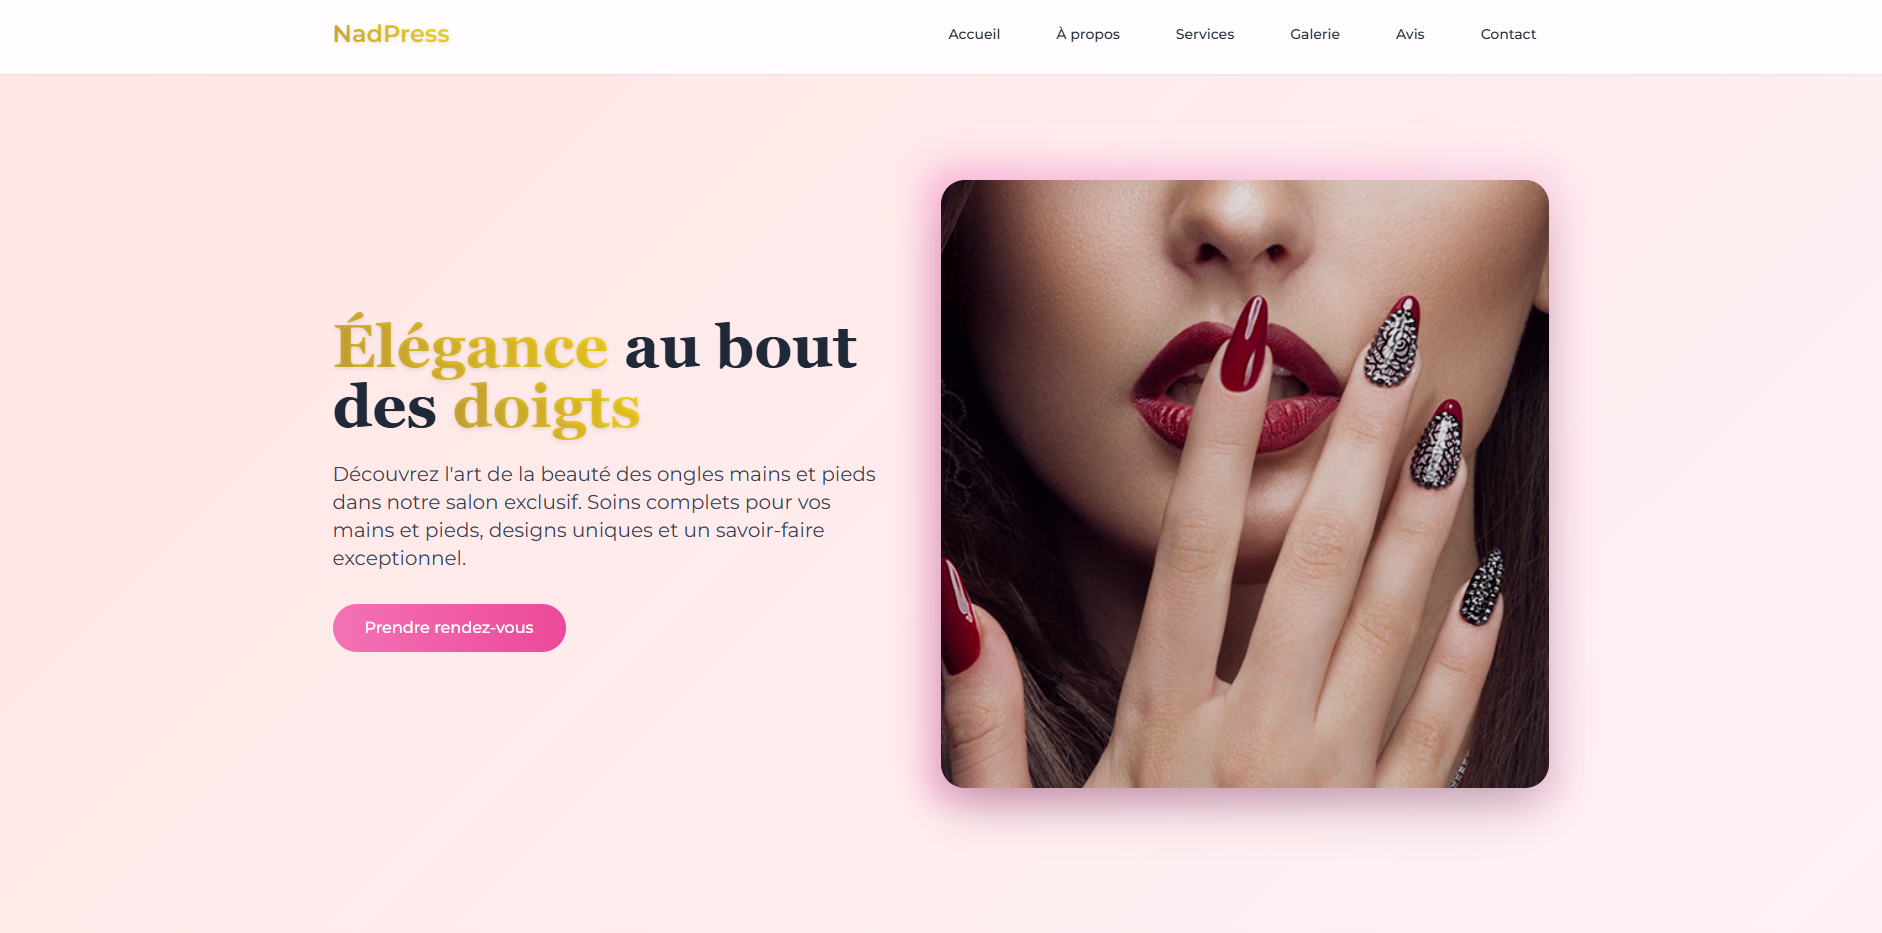 NadPress
Accueil
À propos
Services
Galerie
Avis
Contact
Élégance au bout
des doigts
Découvrez l'art de la beauté des ongles mains et pieds
dans notre salon exclusif. Soins complets pour vos
mains et pieds, designs uniques et un savoir-faire
exceptionnel.
Prendre rendez-vous